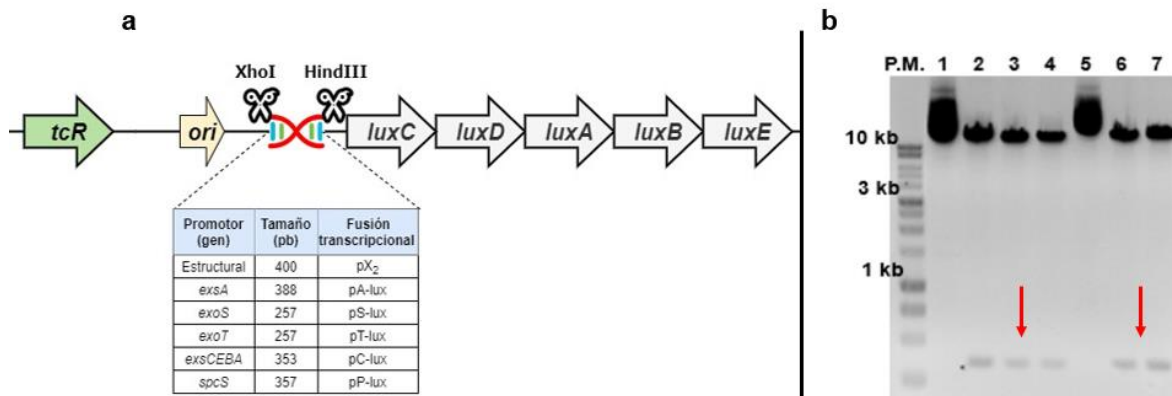 a
XhoI HindIII
tcR ori luxC luxD luxA luxB luxE
Promotor (gen) Tamaño (pb) Fusión transcripcional
Estructural 400 pX2
exsA 388 pA-lux
exoS 257 pS-lux
exoT 257 pT-lux
exsCEBA 353 pC-lux
spcS 357 pP-lux
b
P.M. 1 2 3 4 5 6 7
10 kb
3 kb
1 kb